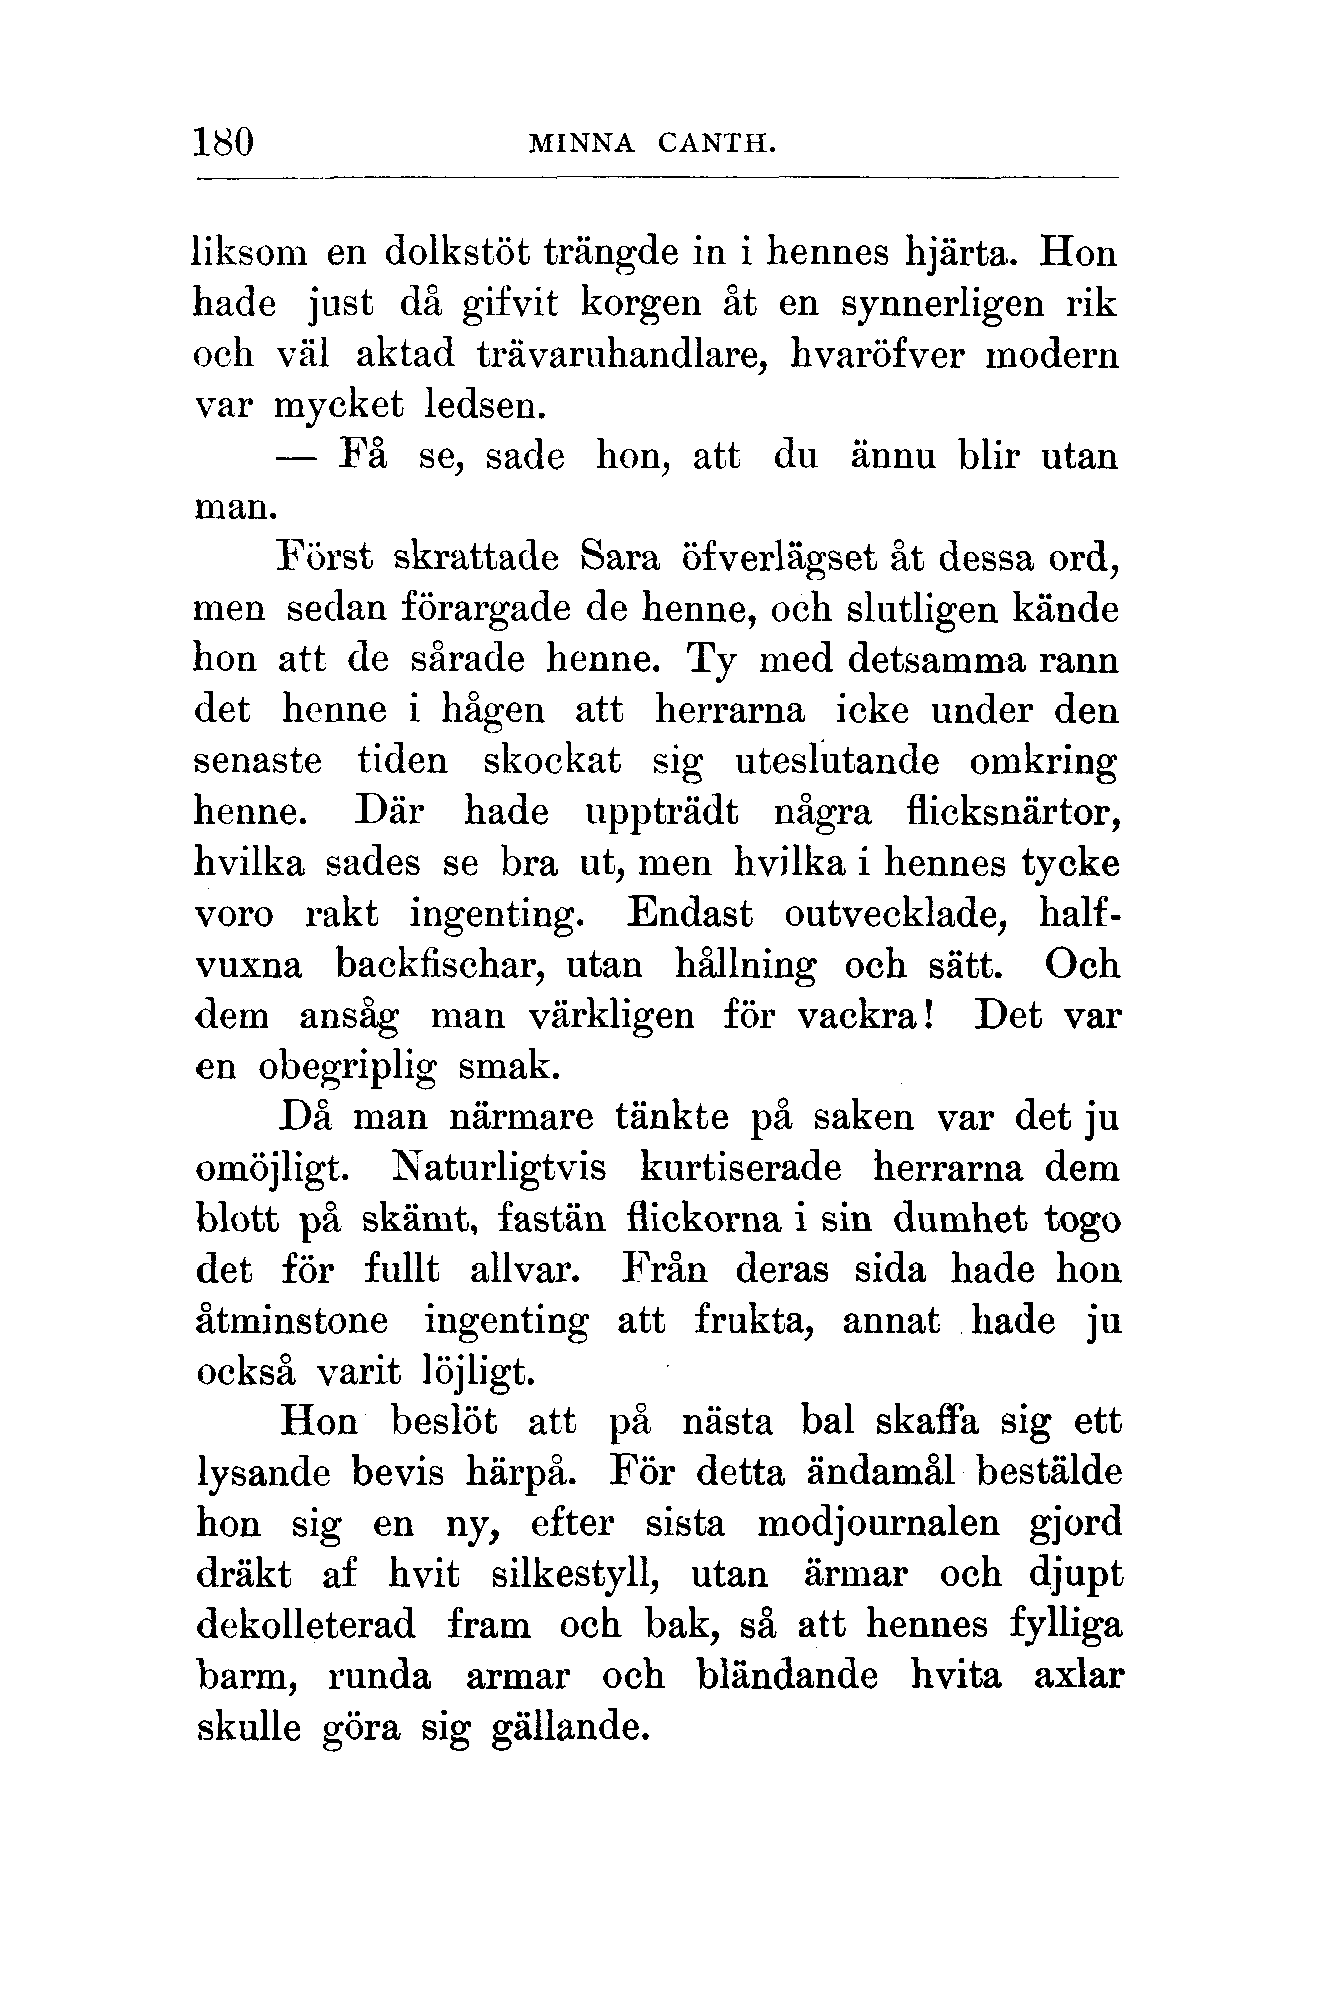 180 MINNA CANTH.
liksom en dolkstöt trängde in i hennes hjärta. Hon
hade just då gifvit korgen åt en synnerligen rik
och väl aktad trävaruhandlare, hvaröfver modern
var mycket ledsen.
— Få se, sade hon, att du ännu blir utan
man.
Först skrattade Sara öfverlägset åt dessa ord,
men sedan förargade de henne, och slutligen kände
hon att de sårade henne. Ty med detsamma rann
det henne i hågen att herrarna icke under den
senaste tiden skockat sig uteslutande omkring
henne. Där hade uppträdt några flicksnärtor,
hvilka sades se bra ut, men hvilka i hennes tycke
voro rakt ingenting. Endast outvecklade, half-
vuxna backfischar, utan hållning och sätt. Och
dem ansåg man värkligen för vackra! Det var
en obegriplig smak.
Då man närmare tänkte på saken var det ju
omöjligt. Naturligtvis kurtiserade herrarna dem
blott på skämt, fastän flickorna i sin dumhet togo
det för fullt allvar. Från deras sida hade hon
åtminstone ingenting att frukta, annat hade ju
också varit löjligt.
Hon beslöt att på nästa bal skaffa sig ett
lysande bevis härpå. För detta ändamål bestälde
hon sig en ny, efter sista modjournalen gjord
dräkt af hvit silkestyll, utan ärmar och djupt
dekolleterad fram och bak, så att hennes fylliga
barm, runda armar och bländande hvita axlar
skulle göra sig gällande.